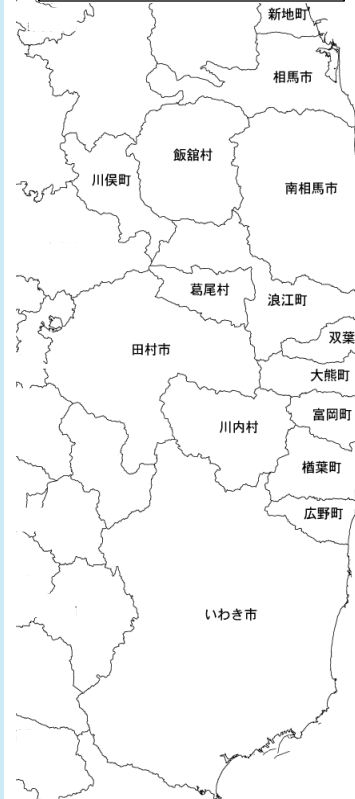 新地町
相馬市
飯舘村
川俣町
南相馬市
葛尾村
浪江町
双葉
田村市
大熊町
富岡町
川内村
楢葉町
広野町
いわき市